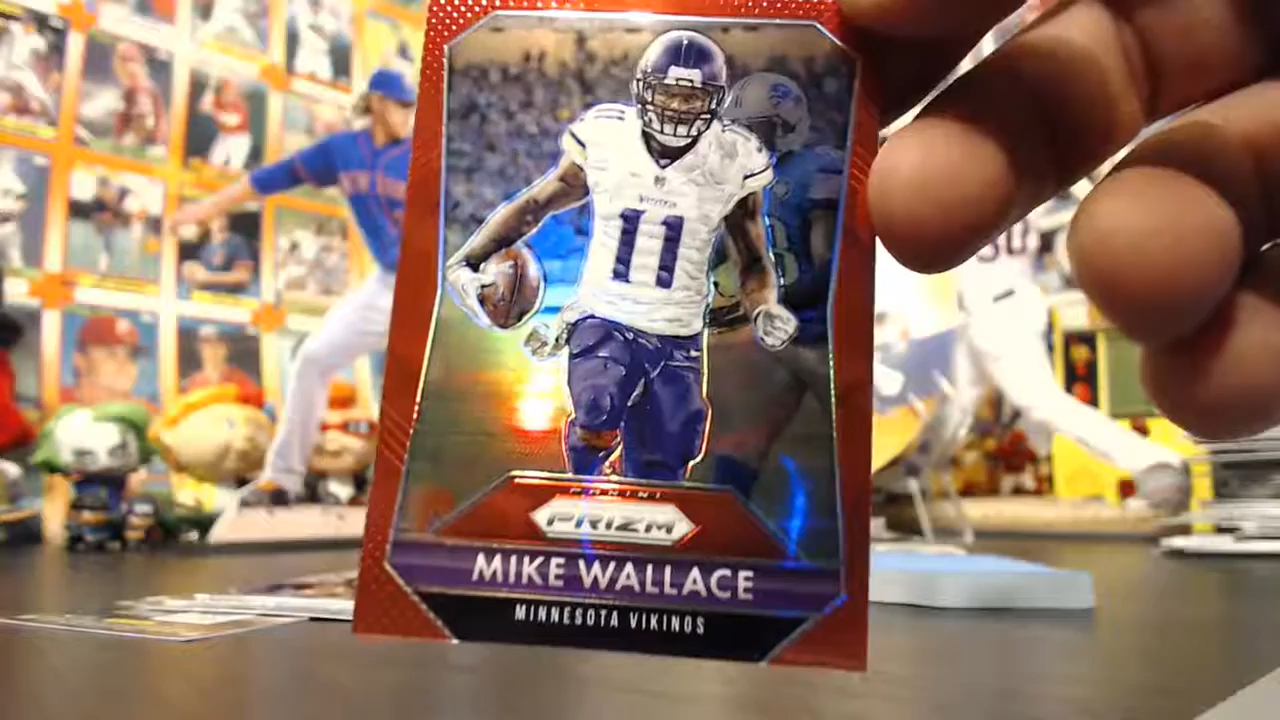 11
PANINI
PRIZM
MIKE WALLACE
MINNESOTA VIKINGS